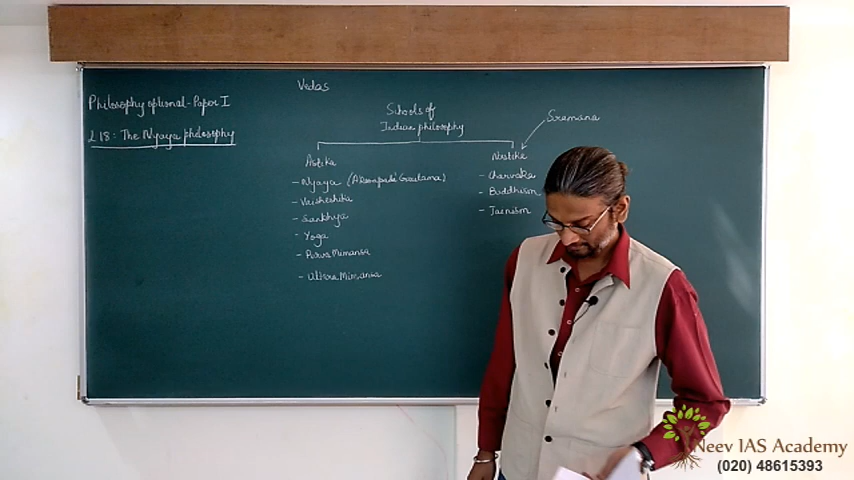 Philosophy optional - Paper I
L18: The Nyaya philosophy
Vedas
Schools of
Indian philosophy
Sramana
Astika
- Nyaya (Aksapada Gautama)
- Vaisheshika
- Sankhya
- Yoga
- Purva Mimansa
- Uttara Mimansa
Nastika
- Charvaka
- Buddhism
- Jainism
Neev IAS Academy
(020) 48615393